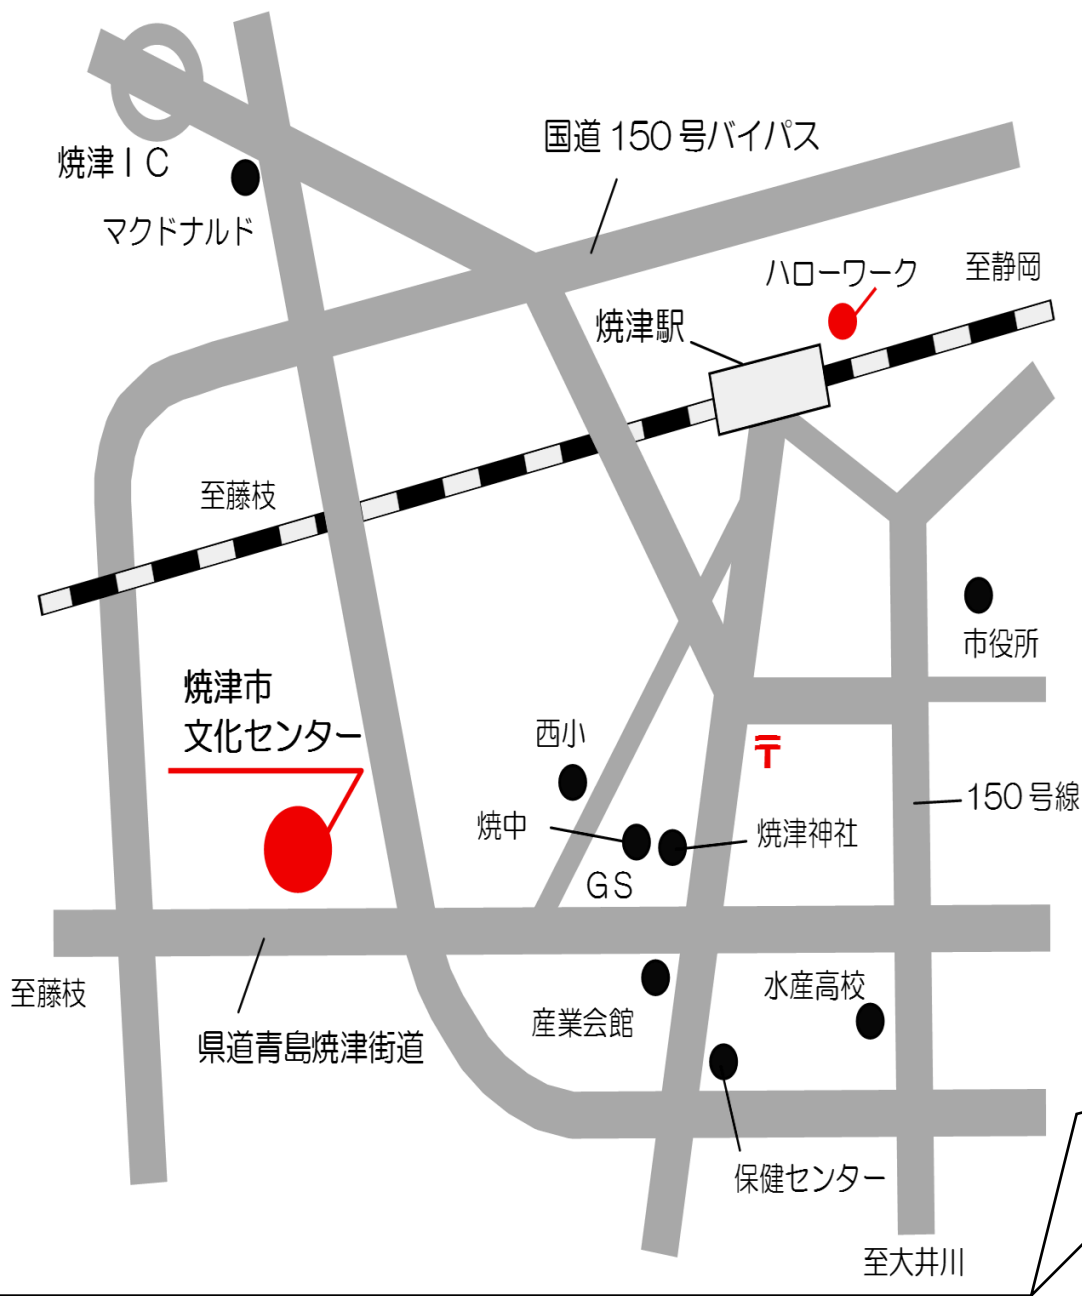 国道150号バイパス
焼津IC
マクドナルド
ハローワーク
至静岡
焼津駅
至藤枝
市役所
焼津市
文化センター
西小
〒
150号線
焼中
焼津神社
GS
至藤枝
水産高校
産業会館
県道青島焼津街道
保健センター
至大井川